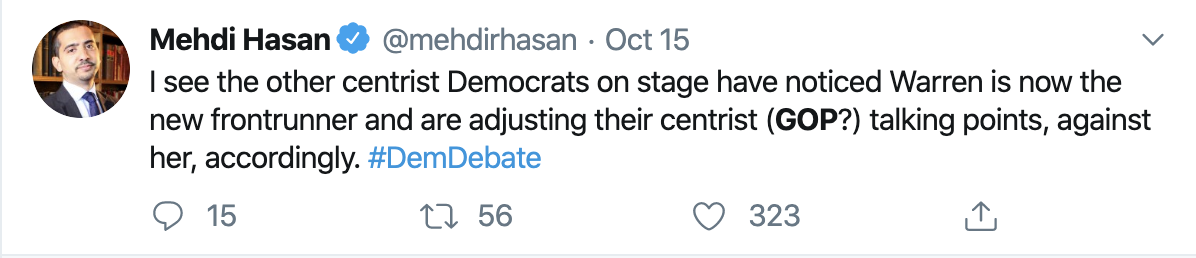 Mehdi Hasan @mehdirhasan · Oct 15
I see the other centrist Democrats on stage have noticed Warren is now the
new frontrunner and are adjusting their centrist (GOP?) talking points, against
her, accordingly. #DemDebate
15 56 323